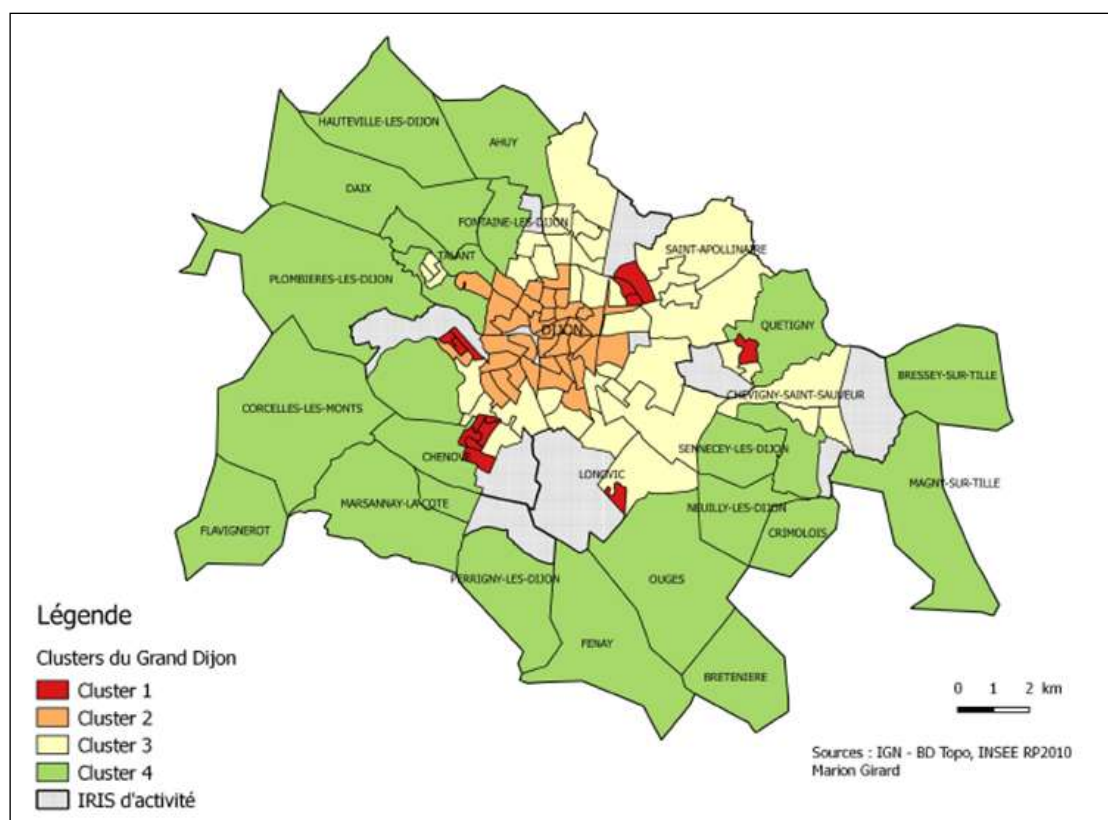 HAUTEVILLE-LES-DIJON
AHUY
DAIX
FONTAINE-LES-DIJON
TALANT
SAINT-APOLLINAIRE
PLOMBIERES-LES-DIJON
DIJON
QUETIGNY
BRESSEY-SUR-TILLE
CHEVIGNY-SAINT-SAUVEUR
CORCELLES-LES-MONTS
CHENOVE
SENNECEY-LES-DIJON
LONGVIC
MAGNY-SUR-TILLE
MARSANNAY-LA-COTE
NEUILLY-LES-DIJON
FLAVIGNEROT
CRIMOLOIS
PERRIGNY-LES-DIJON
OUGES
FENAY
BRETENIERE
Légende
Clusters du Grand Dijon
Cluster 1
Cluster 2
Cluster 3
Cluster 4
IRIS d'activité
0 1 2 km
Sources : IGN - BD Topo, INSEE RP2010
Marion Girard